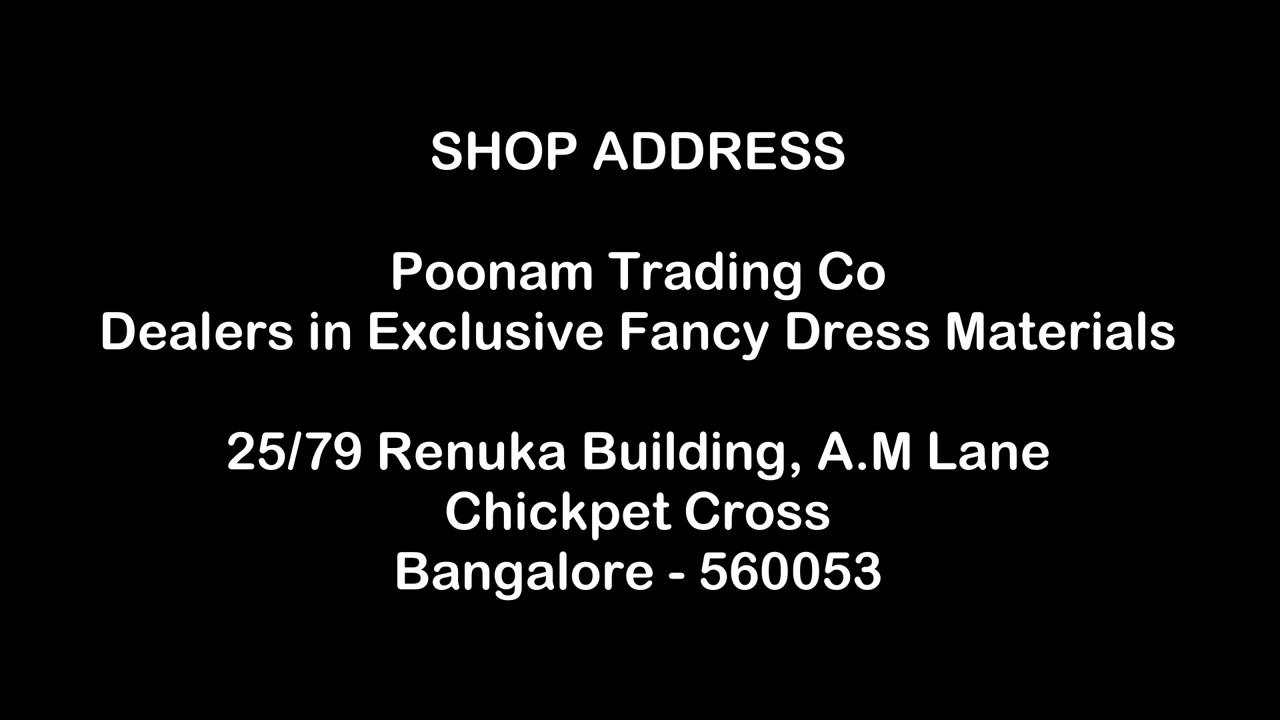 SHOP ADDRESS
Poonam Trading Co
Dealers in Exclusive Fancy Dress Materials
25/79 Renuka Building, A.M Lane
Chickpet Cross
Bangalore - 560053